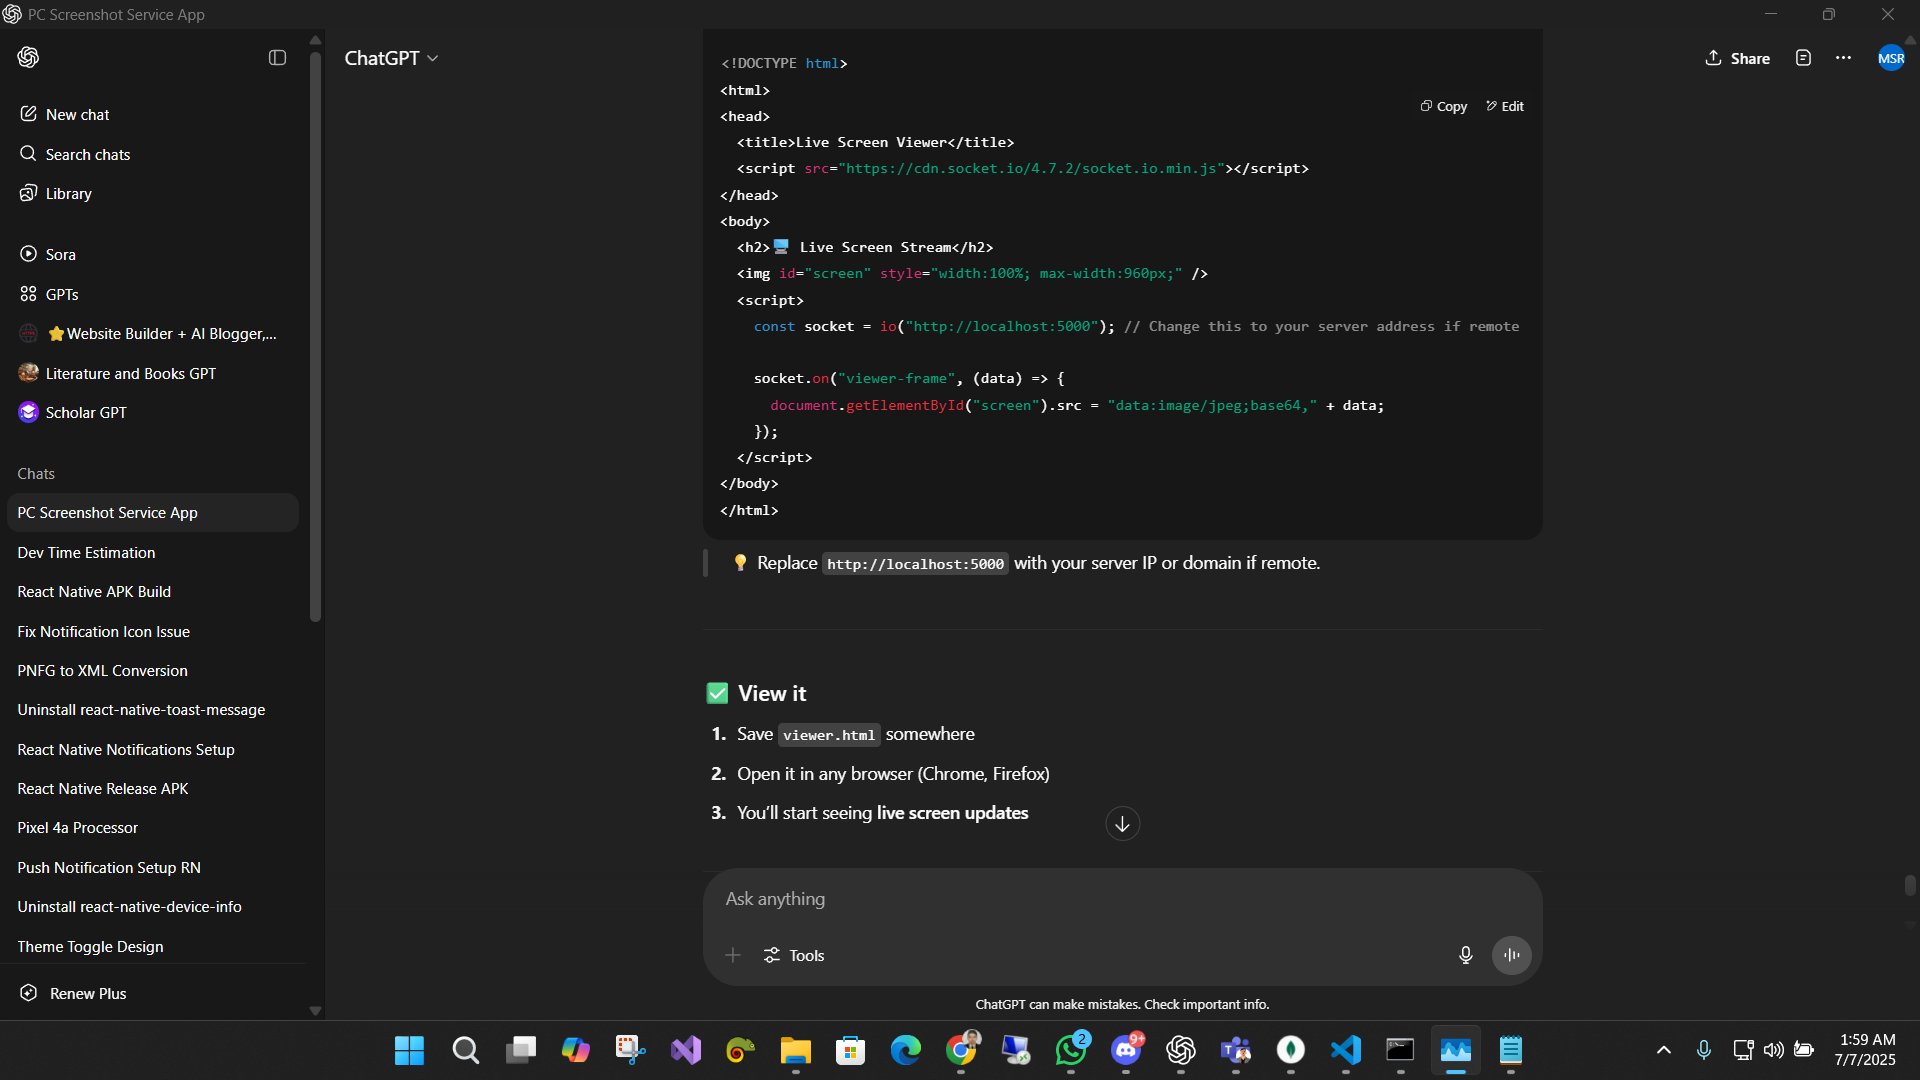 PC Screenshot Service App
ChatGPT
Share
MSR
New chat
Search chats
Library
Sora
GPTs
⭐Website Builder + AI Blogger,...
Literature and Books GPT
Scholar GPT
Chats
PC Screenshot Service App
Dev Time Estimation
React Native APK Build
Fix Notification Icon Issue
PNFG to XML Conversion
Uninstall react-native-toast-message
React Native Notifications Setup
React Native Release APK
Pixel 4a Processor
Push Notification Setup RN
Uninstall react-native-device-info
Theme Toggle Design
Renew Plus
Copy Edit
<!DOCTYPE html>
<html>
<head>
<title>Live Screen Viewer</title>
<script src="https://cdn.socket.io/4.7.2/socket.io.min.js"></script>
</head>
<body>
<h2>🖥️ Live Screen Stream</h2>
<img id="screen" style="width:100%; max-width:960px;" />
<script>
const socket = io("http://localhost:5000"); // Change this to your server address if remote
socket.on("viewer-frame", (data) => {
document.getElementById("screen").src = "data:image/jpeg;base64," + data;
});
</script>
</body>
</html>
💡 Replace http://localhost:5000 with your server IP or domain if remote.
✅ View it
1. Save viewer.html somewhere
2. Open it in any browser (Chrome, Firefox)
3. You'll start seeing live screen updates
Ask anything
Tools
ChatGPT can make mistakes. Check important info.
2
9+
1:59 AM
7/7/2025